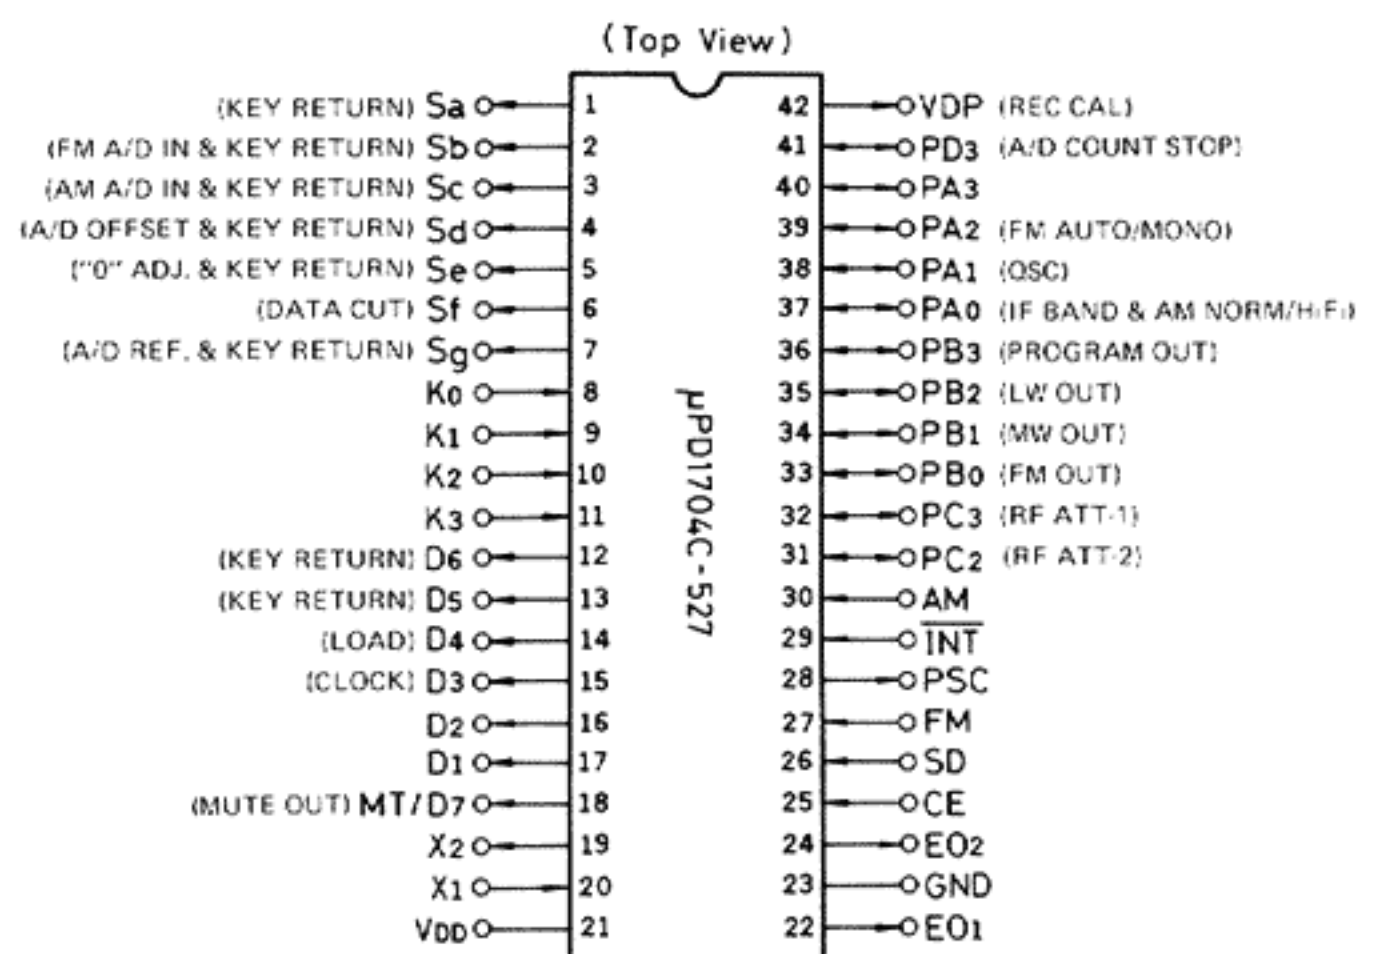 (Top View)
(KEY RETURN) Sa 1 42 VDP (REC CAL)
(FM A/D IN & KEY RETURN) Sb 2 41 PD3 (A/D COUNT STOP)
(AM A/D IN & KEY RETURN) Sc 3 40 PA3
(A/D OFFSET & KEY RETURN) Sd 4 39 PA2 (FM AUTO/MONO)
("0" ADJ. & KEY RETURN) Se 5 38 PA1 (OSC)
(DATA CUT) Sf 6 37 PA0 (IF BAND & AM NORM/HiFi)
(A/D REF. & KEY RETURN) Sg 7 36 PB3 (PROGRAM OUT)
K0 8 35 PB2 (LW OUT)
K1 9 34 PB1 (MW OUT)
K2 10 33 PB0 (FM OUT)
K3 11 32 PC3 (RF ATT-1)
(KEY RETURN) D6 12 31 PC2 (RF ATT-2)
(KEY RETURN) D5 13 30 AM
(LOAD) D4 14 29 INT
(CLOCK) D3 15 28 PSC
D2 16 27 FM
D1 17 26 SD
(MUTE OUT) MT/D7 18 25 CE
X2 19 24 EO2
X1 20 23 GND
VDD 21 22 EO1
μPD1704C-527